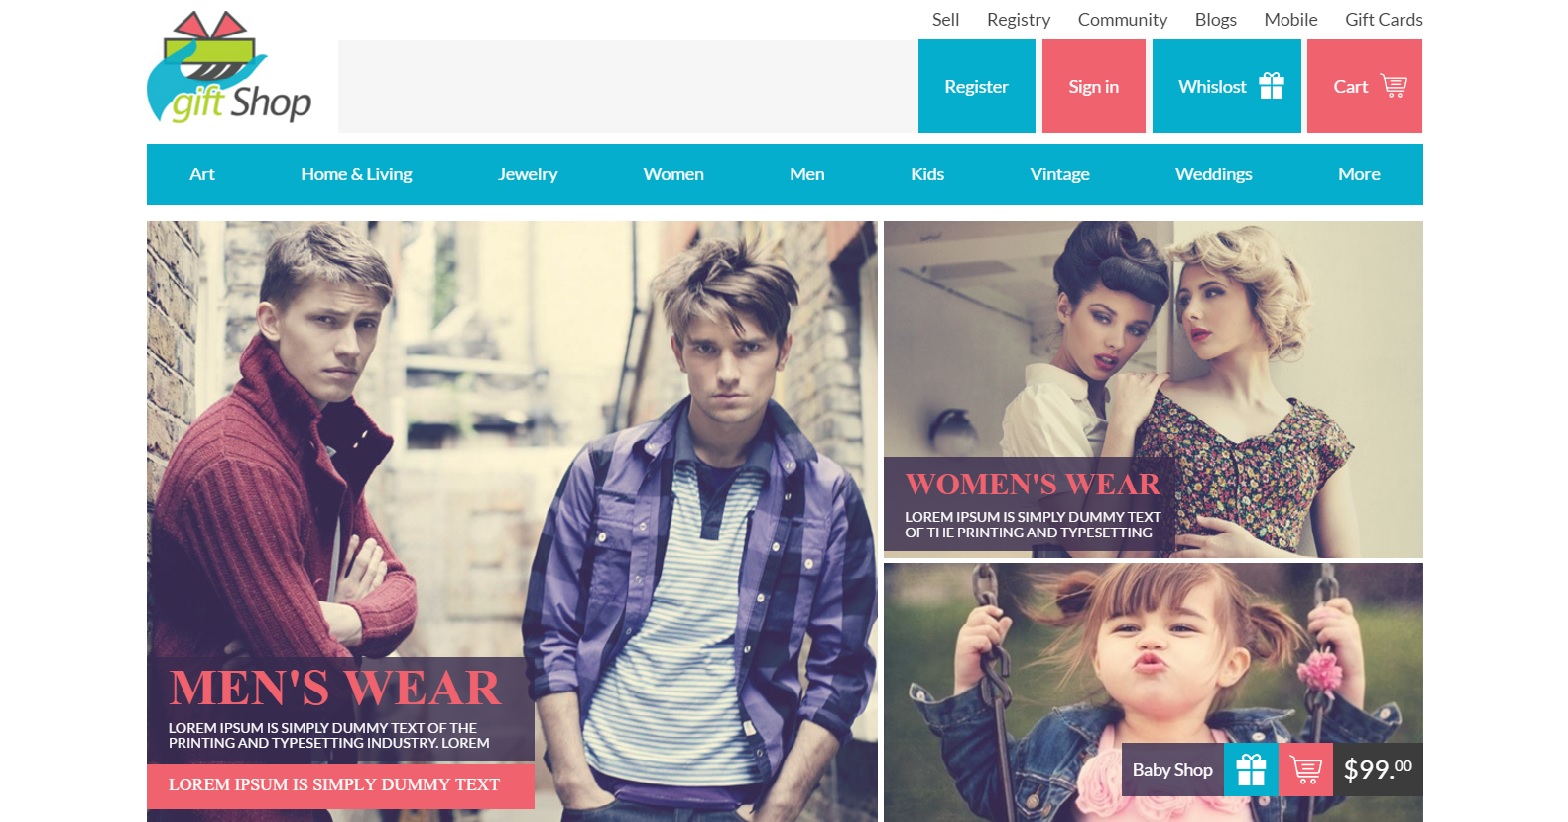 Sell Registry Community Blogs Mobile Gift Cards
gift Shop
Register Sign in Whislost Cart
Art Home & Living Jewelry Women Men Kids Vintage Weddings More
MEN'S WEAR
LOREM IPSUM IS SIMPLY DUMMY TEXT OF THE
PRINTING AND TYPESETTING INDUSTRY. LOREM
LOREM IPSUM IS SIMPLY DUMMY TEXT
WOMEN'S WEAR
LOREM IPSUM IS SIMPLY DUMMY TEXT
OF THE PRINTING AND TYPESETTING
Baby Shop $99.00